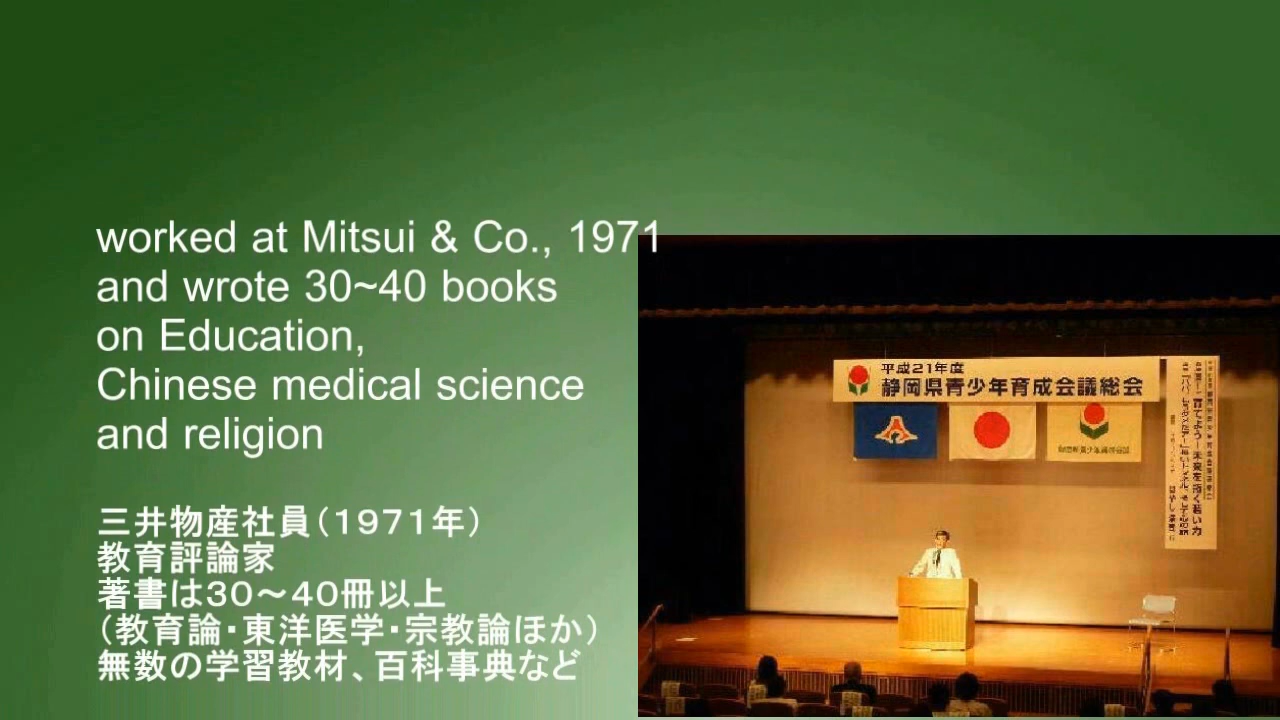 worked at Mitsui & Co., 1971
and wrote 30~40 books
on Education,
Chinese medical science
and religion
三井物産社員（1971年）
教育評論家
著書は30～40冊以上
（教育論・東洋医学・宗教論ほか）
無数の学習教材、百科事典など
平成21年度
静岡県青少年育成会議総会